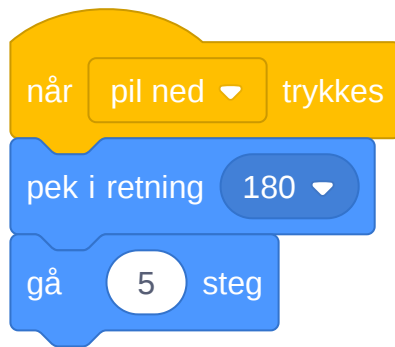 når pil ned trykkes
pek i retning 180
gå 5 steg